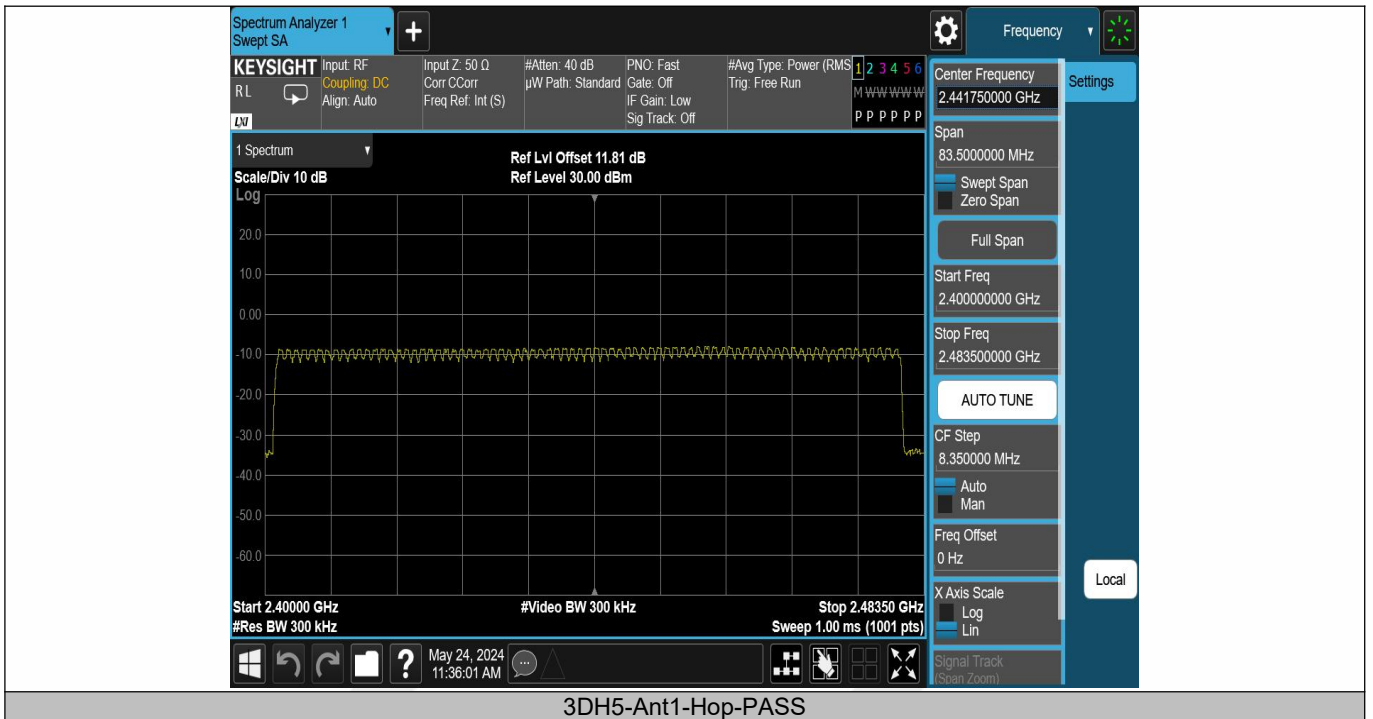 Spectrum Analyzer 1
Swept SA
+
Frequency
KEYSIGHT
RL
LXI
Input: RF
Coupling: DC
Align: Auto
Input Z: 50 Ω
Corr CCorr
Freq Ref: Int (S)
#Atten: 40 dB
µW Path: Standard
PNO: Fast
Gate: Off
IF Gain: Low
Sig Track: Off
#Avg Type: Power (RMS
Trig: Free Run
1 2 3 4 5 6
M W W W W W
P P P P P P
Center Frequency
2.441750000 GHz
Settings
Span
83.5000000 MHz
Swept Span
Zero Span
Full Span
Start Freq
2.400000000 GHz
Stop Freq
2.483500000 GHz
AUTO TUNE
CF Step
8.350000 MHz
Auto
Man
Freq Offset
0 Hz
X Axis Scale
Log
Lin
Signal Track
(Span Zoom)
Local
1 Spectrum
Scale/Div 10 dB
Ref Lvl Offset 11.81 dB
Ref Level 30.00 dBm
Log
20.0
10.0
0.00
-10.0
-20.0
-30.0
-40.0
-50.0
-60.0
Start 2.40000 GHz
#Video BW 300 kHz
Stop 2.48350 GHz
#Res BW 300 kHz
Sweep 1.00 ms (1001 pts)
?
May 24, 2024
11:36:01 AM
3DH5-Ant1-Hop-PASS